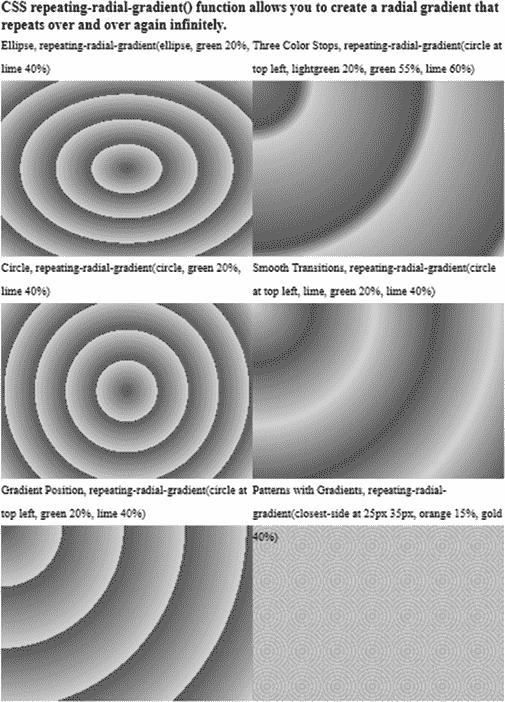 CSS repeating-radial-gradient() function allows you to create a radial gradient that
repeats over and over again infinitely.
Ellipse, repeating-radial-gradient(ellipse, green 20%,
lime 40%)
Three Color Stops, repeating-radial-gradient(circle at
top left, lightgreen 20%, green 55%, lime 60%)
Circle, repeating-radial-gradient(circle, green 20%,
lime 40%)
Smooth Transitions, repeating-radial-gradient(circle
at top left, lime, green 20%, lime 40%)
Gradient Position, repeating-radial-gradient(circle at
top left, green 20%, lime 40%)
Patterns with Gradients, repeating-radial-
gradient(closest-side at 25px 35px, orange 15%, gold
40%)